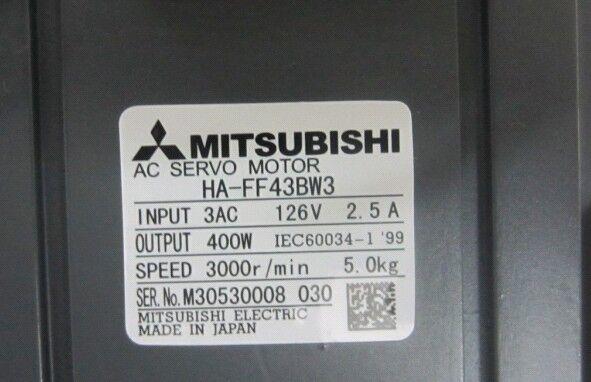 MITSUBISHI
AC SERVO MOTOR
HA-FF43BW3
INPUT 3AC 126V 2.5A
OUTPUT 400W IEC60034-1 '99
SPEED 3000r/min 5.0kg
SER.No.M30530008 030
MITSUBISHI ELECTRIC
MADE IN JAPAN